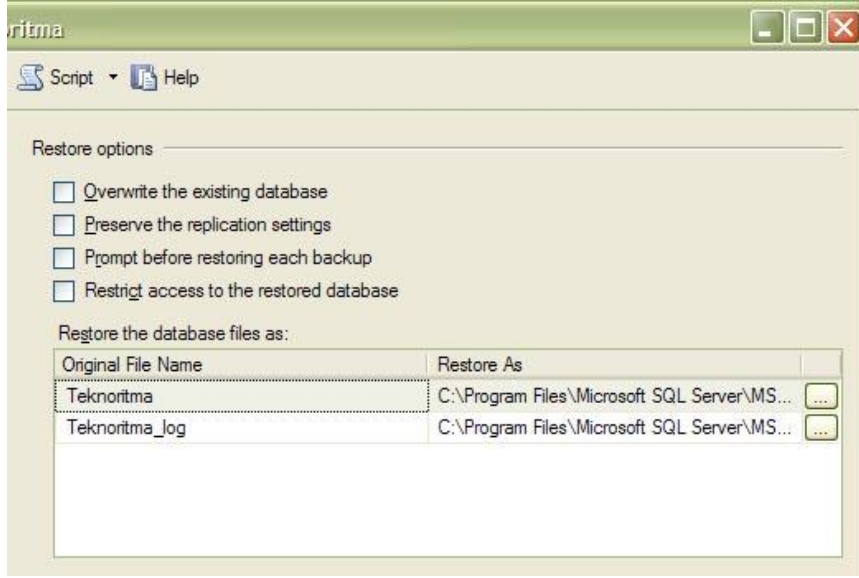 oritma
Script Help
Restore options
Overwrite the existing database
Preserve the replication settings
Prompt before restoring each backup
Restrict access to the restored database
Restore the database files as:
Original File Name Restore As
Teknoritma C:\Program Files\Microsoft SQL Server\MS... ...
Teknoritma_log C:\Program Files\Microsoft SQL Server\MS... ...